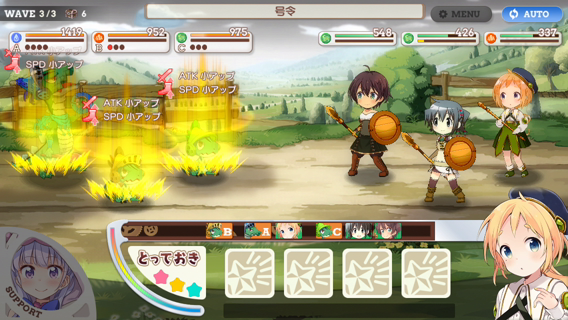 WAVE 3/3
6
号令
MENU
AUTO
1419
952
975
548
426
337
A
B
C
SPD 小アップ
ATK 小アップ
SPD 小アップ
ATK 小アップ
SPD 小アップ
B
A
C
とっておき
SUPPORT